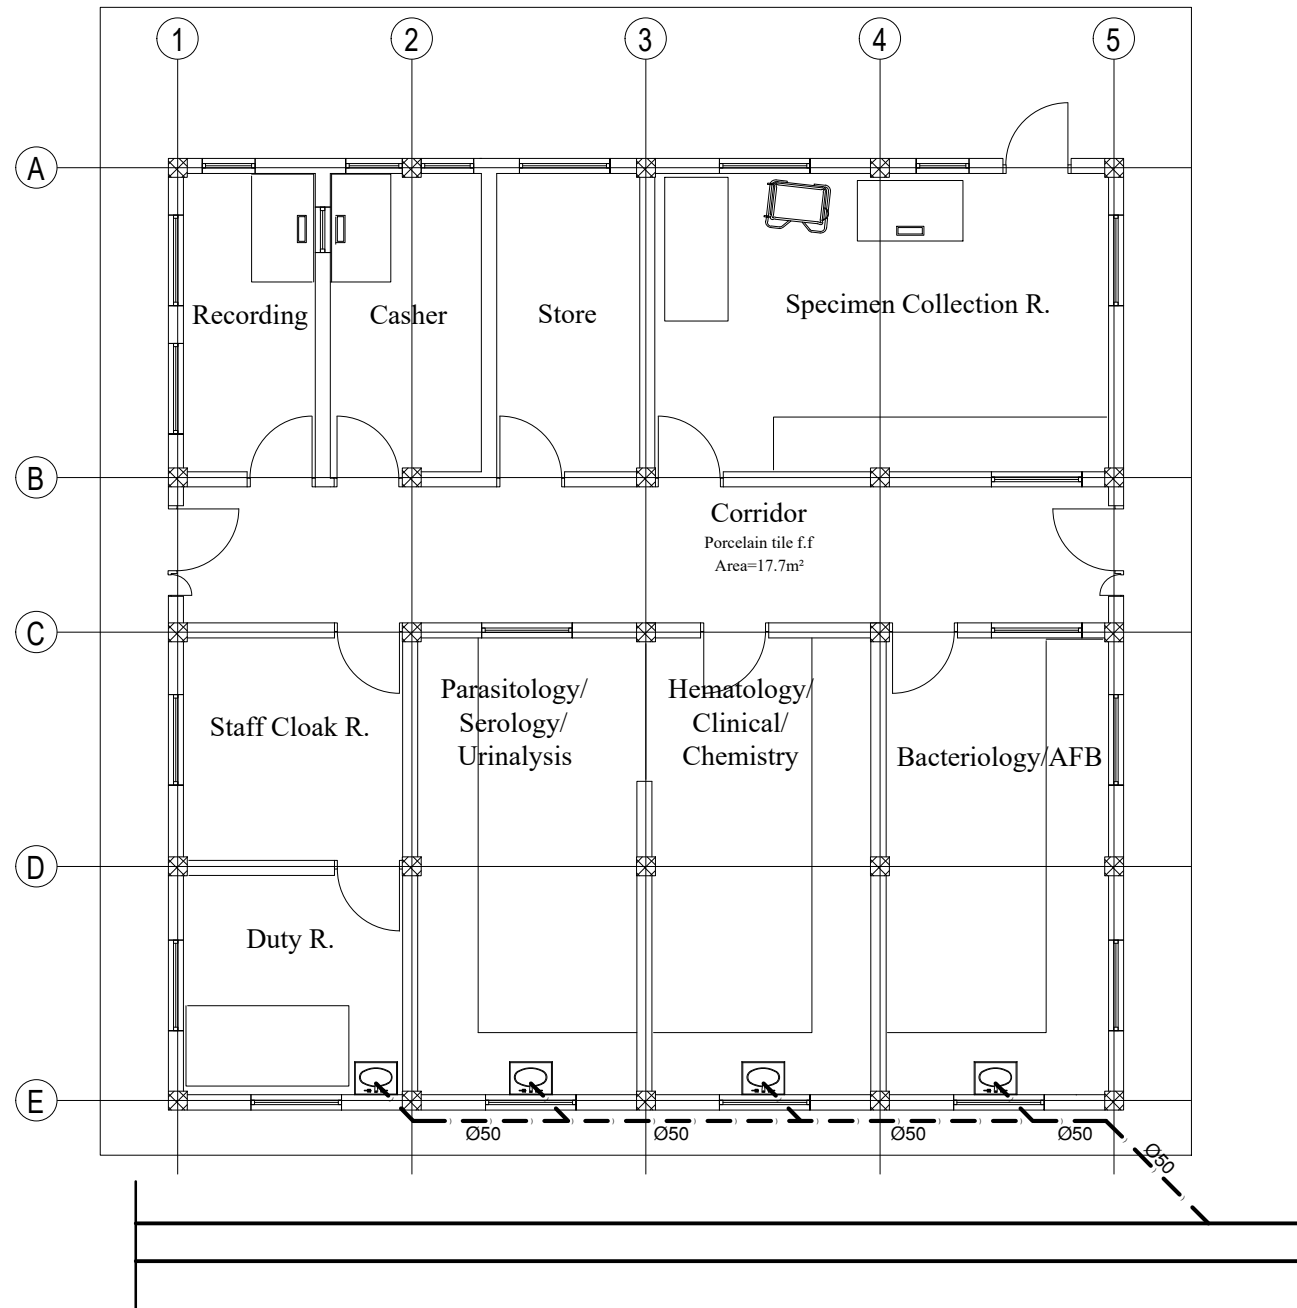 1
2
3
4
5
A
Recording
Casher
Store
Specimen Collection R.
B
Corridor
Porcelain tile f.f
Area=17.7m²
C
Parasitology/
Serology/
Urinalysis
Hematology/
Clinical/
Chemistry
Staff Cloak R.
Bacteriology/AFB
D
Duty R.
E
Ø50
Ø50
Ø50
Ø50
Ø50